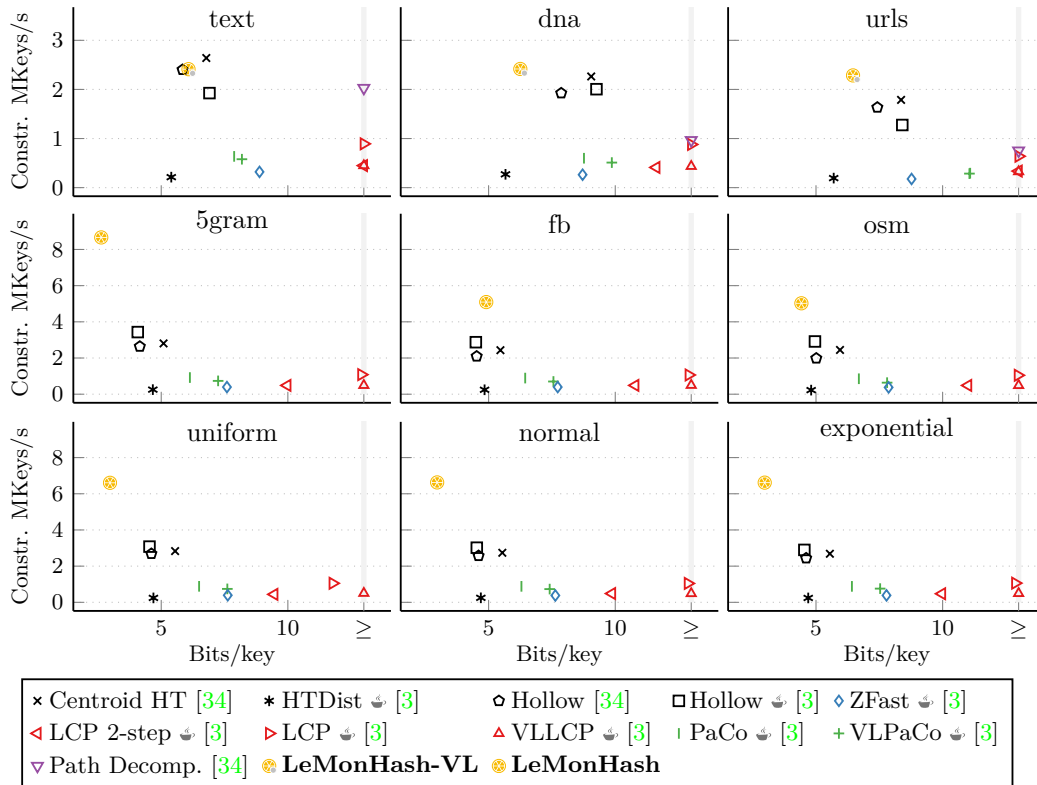 text dna urls
Constr. MKeys/s
3
2
1
0
5gram fb osm
Constr. MKeys/s
8
6
4
2
0
uniform normal exponential
Constr. MKeys/s
8
6
4
2
0
5 10 ≥ 5 10 ≥ 5 10 ≥
Bits/key Bits/key Bits/key
Centroid HT [34] HTDist [3] Hollow [34] Hollow [3] ZFast [3]
LCP 2-step [3] LCP [3] VLLCP [3] PaCo [3] VLPaCo [3]
Path Decomp. [34] LeMonHash-VL LeMonHash